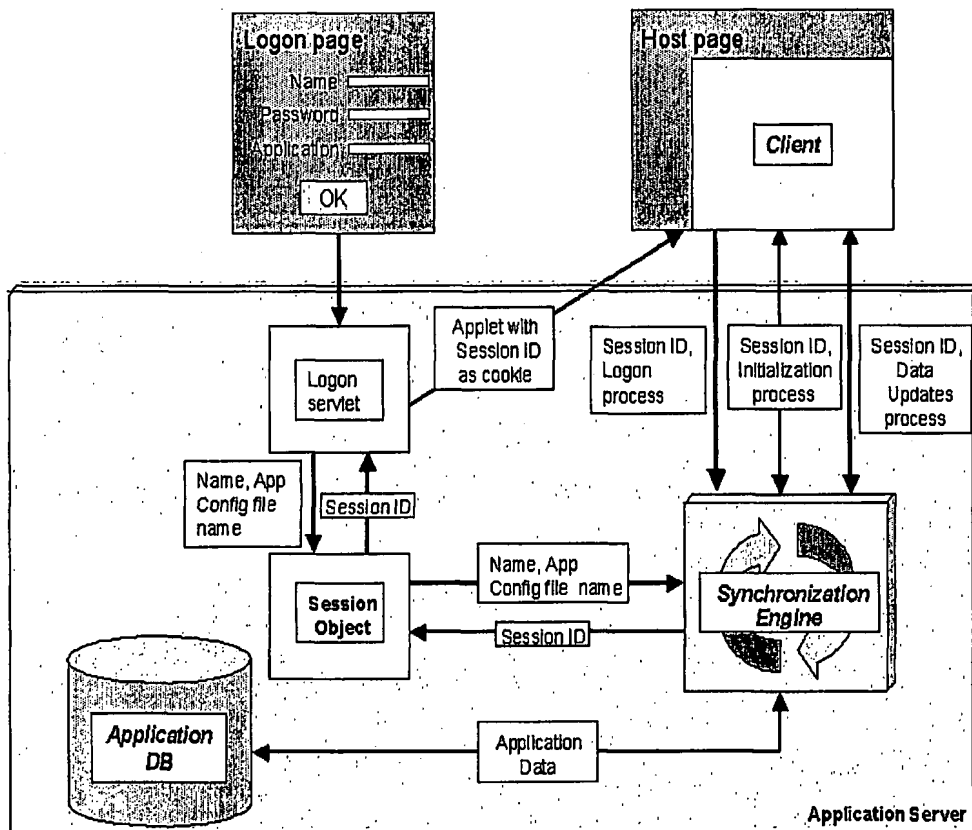 Logon page
Name
Password
Application
OK
Host page
Client
Applet with
Session ID
as cookie
Session ID,
Logon
process
Session ID,
Initialization
process
Session ID,
Data
Updates
process
Logon
servlet
Name, App
Config file
name
Session ID
Session
Object
Name, App
Config file name
Session ID
Synchronization
Engine
Application
DB
Application
Data
Application Server